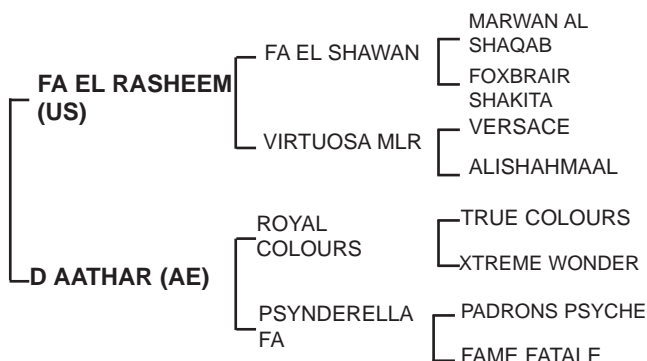 MARWAN AL
SHAQAB
FA EL SHAWAN
FOXBRAIR
SHAKITA
FA EL RASHEEM
(US)
VERSACE
VIRTUOSA MLR
ALISHAHMAAL
ROYAL
COLOURS
TRUE COLOURS
XTREME WONDER
D AATHAR (AE)
PSYNDERELLA
FA
PADRONS PSYCHE
FAME FATALE